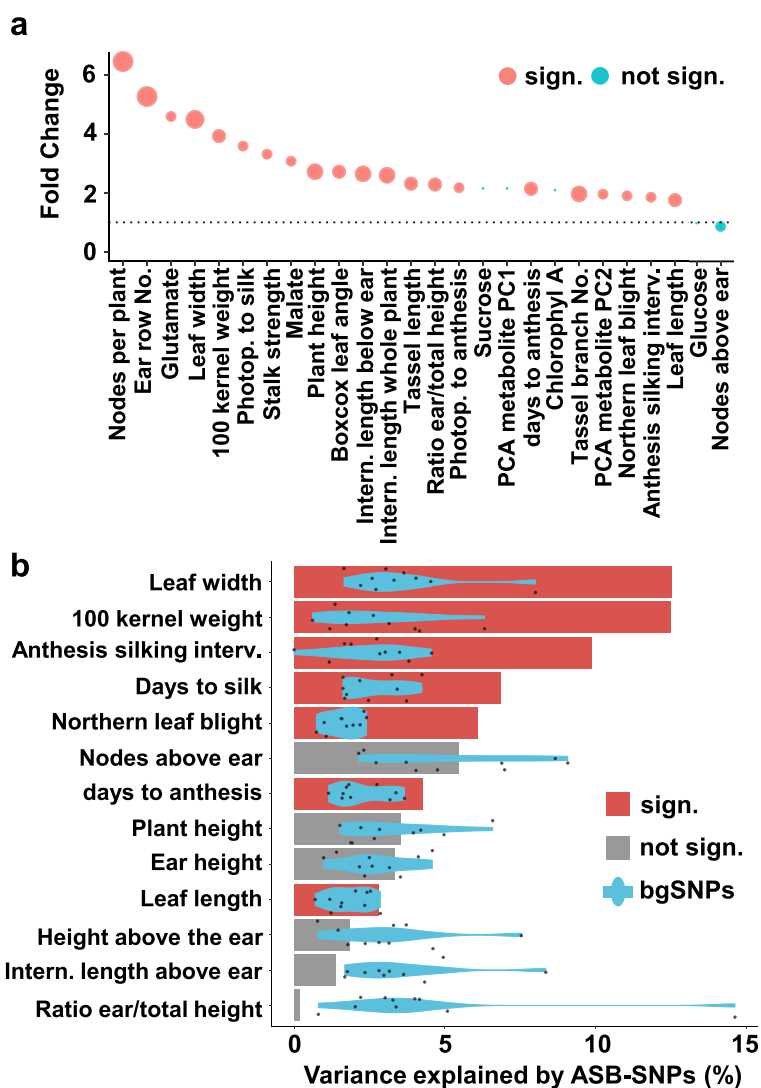 a
Fold Change
6
4
2
0
sign.
not sign.
Nodes per plant
Ear row No.
Glutamate
Leaf width
100 kernel weight
Photop. to silk
Stalk strength
Malate
Plant height
Boxcox leaf angle
Intern. length below ear
Intern. length whole plant
Tassel length
Ratio ear/total height
Photop. to anthesis
Sucrose
PCA metabolite PC1
days to anthesis
Chlorophyl A
Tassel branch No.
PCA metabolite PC2
Northern leaf blight
Anthesis silking interv.
Leaf length
Glucose
Nodes above ear
b
Leaf width
100 kernel weight
Anthesis silking interv.
Days to silk
Northern leaf blight
Nodes above ear
days to anthesis
Plant height
Ear height
Leaf length
Height above the ear
Intern. length above ear
Ratio ear/total height
sign.
not sign.
bgSNPs
0
5
10
15
Variance explained by ASB-SNPs (%)